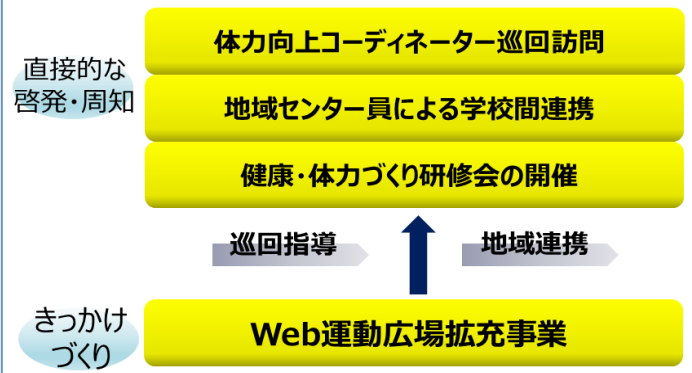 体力向上コーディネーター巡回訪問
直接的な
啓発・周知
地域センター員による学校間連携
健康・体力づくり研修会の開催
巡回指導
地域連携
きっかけ
づくり
Web運動広場拡充事業